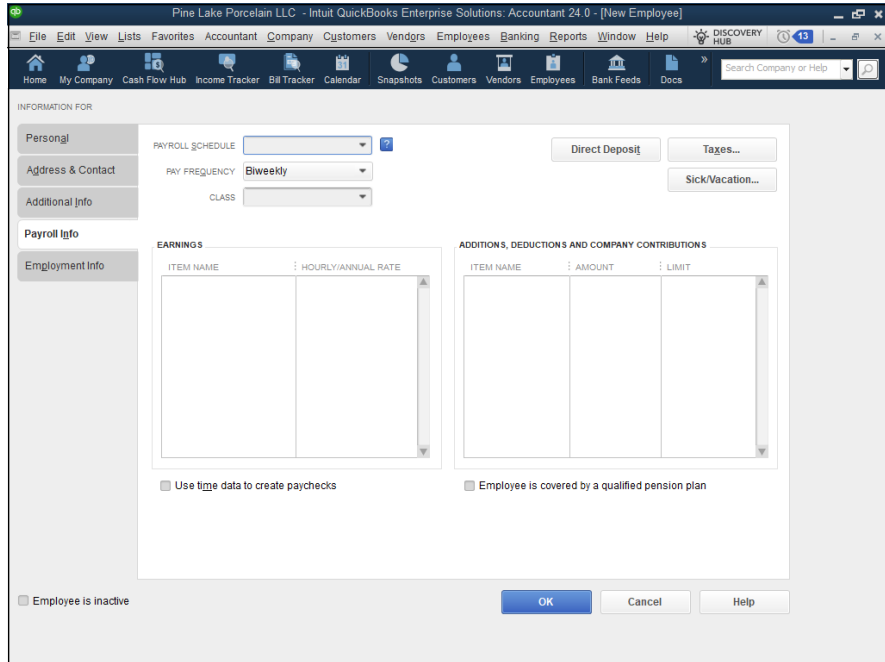 qb
Pine Lake Porcelain LLC - Intuit QuickBooks Enterprise Solutions: Accountant 24.0 - [New Employee]
File Edit View Lists Favorites Accountant Company Customers Vendors Employees Banking Reports Window Help DISCOVERY HUB 13
Home My Company Cash Flow Hub Income Tracker Bill Tracker Calendar Snapshots Customers Vendors Employees Bank Feeds Docs » Search Company or Help
INFORMATION FOR
Personal
Address & Contact
Additional Info
Payroll Info
Employment Info
PAYROLL SCHEDULE ?
PAY FREQUENCY Biweekly
CLASS
Direct Deposit Taxes...
Sick/Vacation...
EARNINGS
ITEM NAME HOURLY/ANNUAL RATE
Use time data to create paychecks
ADDITIONS, DEDUCTIONS AND COMPANY CONTRIBUTIONS
ITEM NAME AMOUNT LIMIT
Employee is covered by a qualified pension plan
Employee is inactive
OK Cancel Help